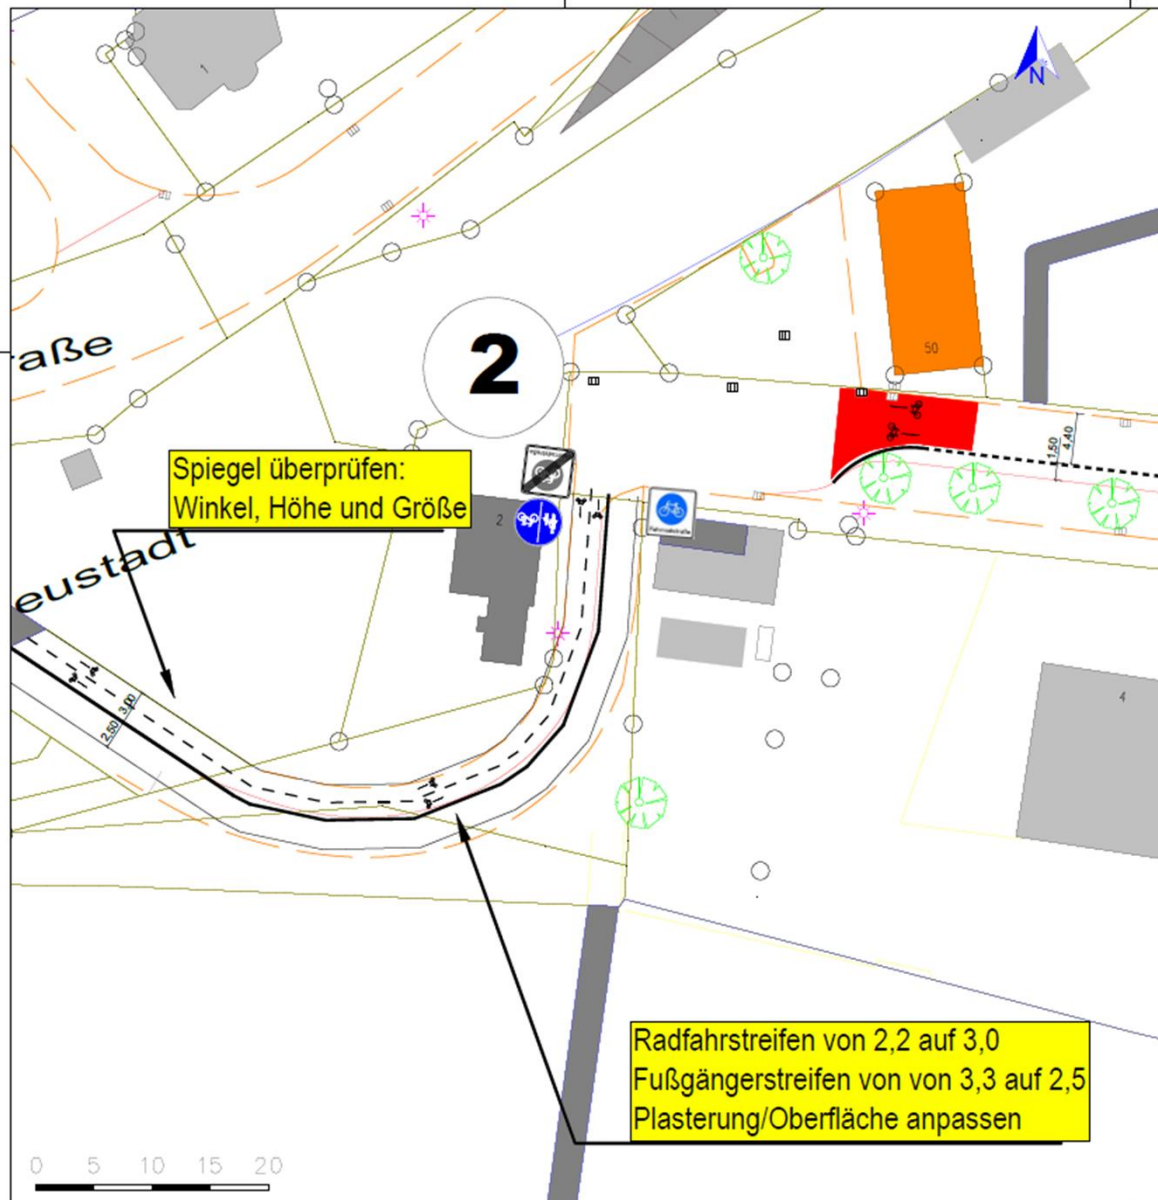 N
50
aße
2
1,50
4,40
Spiegel überprüfen:
Winkel, Höhe und Größe
2
Fahrradstraße
eustadt
2,50
3,00
4
Radfahrstreifen von 2,2 auf 3,0
Fußgängerstreifen von von 3,3 auf 2,5
Plasterung/Oberfläche anpassen
0 5 10 15 20